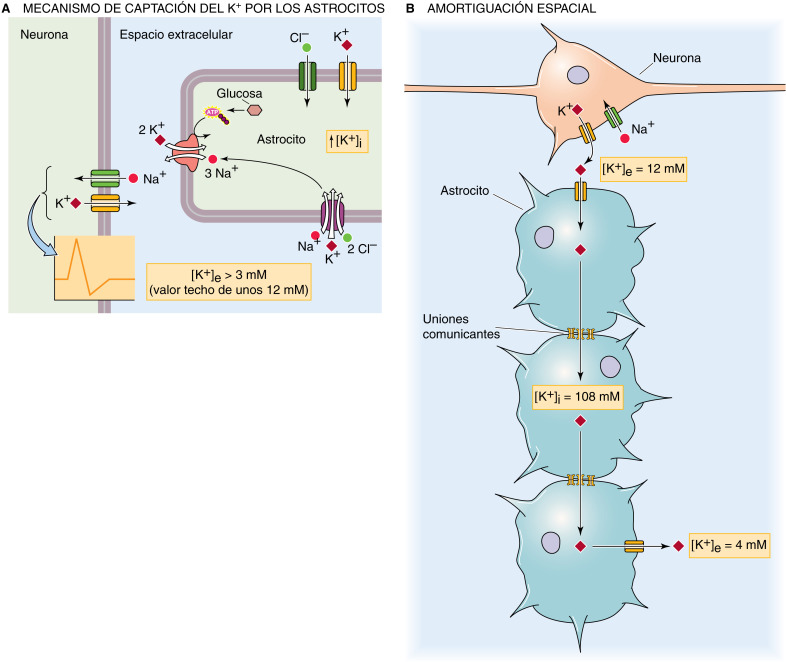 A MECANISMO DE CAPTACIÓN DEL K⁺ POR LOS ASTROCITOS
Neurona
Espacio extracelular
Cl⁻
K⁺
Glucosa
ATP
2 K⁺
Astrocito
↑ [K⁺]i
3 Na⁺
Na⁺
K⁺
Na⁺
K⁺
2 Cl⁻
[K⁺]e > 3 mM
(valor techo de unos 12 mM)
B AMORTIGUACIÓN ESPACIAL
Neurona
K⁺
Na⁺
[K⁺]e = 12 mM
Astrocito
Uniones
comunicantes
[K⁺]i = 108 mM
[K⁺]e = 4 mM